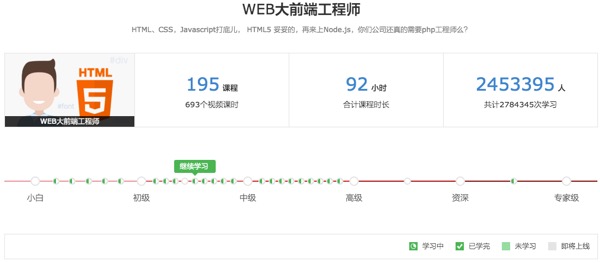 WEB大前端工程师
HTML、CSS、Javascript打底儿、 HTML5 妥妥的，再来上Node.js，你们公司还真的需要php工程师么？
#div
HTML
5
#font
WEB大前端工程师
195 课程
693个视频课时
92 小时
合计课程时长
2453395 人
共计2784345次学习
继续学习
小白
初级
中级
高级
资深
专家级
学习中
已学完
未学习
即将上线